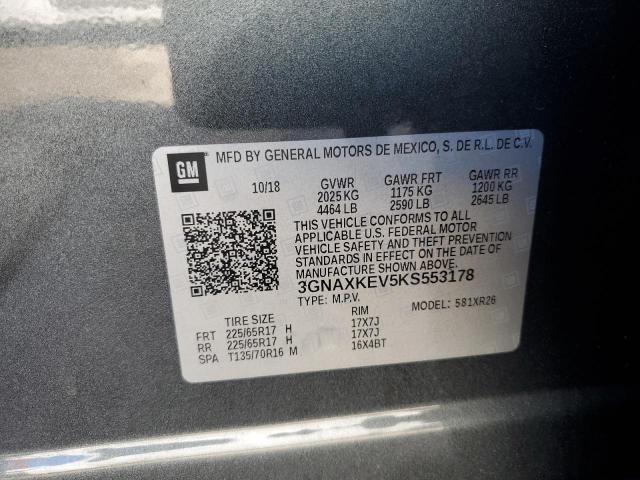 GM MFD BY GENERAL MOTORS DE MEXICO, S. DE R.L. DE C.V.
10/18 GVWR GAWR FRT GAWR RR
2025 KG 1175 KG 1200 KG
4464 LB 2590 LB 2645 LB
THIS VEHICLE CONFORMS TO ALL
APPLICABLE U.S. FEDERAL MOTOR
VEHICLE SAFETY AND THEFT PREVENTION
STANDARDS IN EFFECT ON THE DATE OF
MANUFACTURE SHOWN ABOVE.
3GNAXKEV5KS553178
TYPE: M.P.V. MODEL: 581XR26
TIRE SIZE RIM
FRT 225/65R17 H 17X7J
RR 225/65R17 H 17X7J
SPA T135/70R16 M 16X4BT